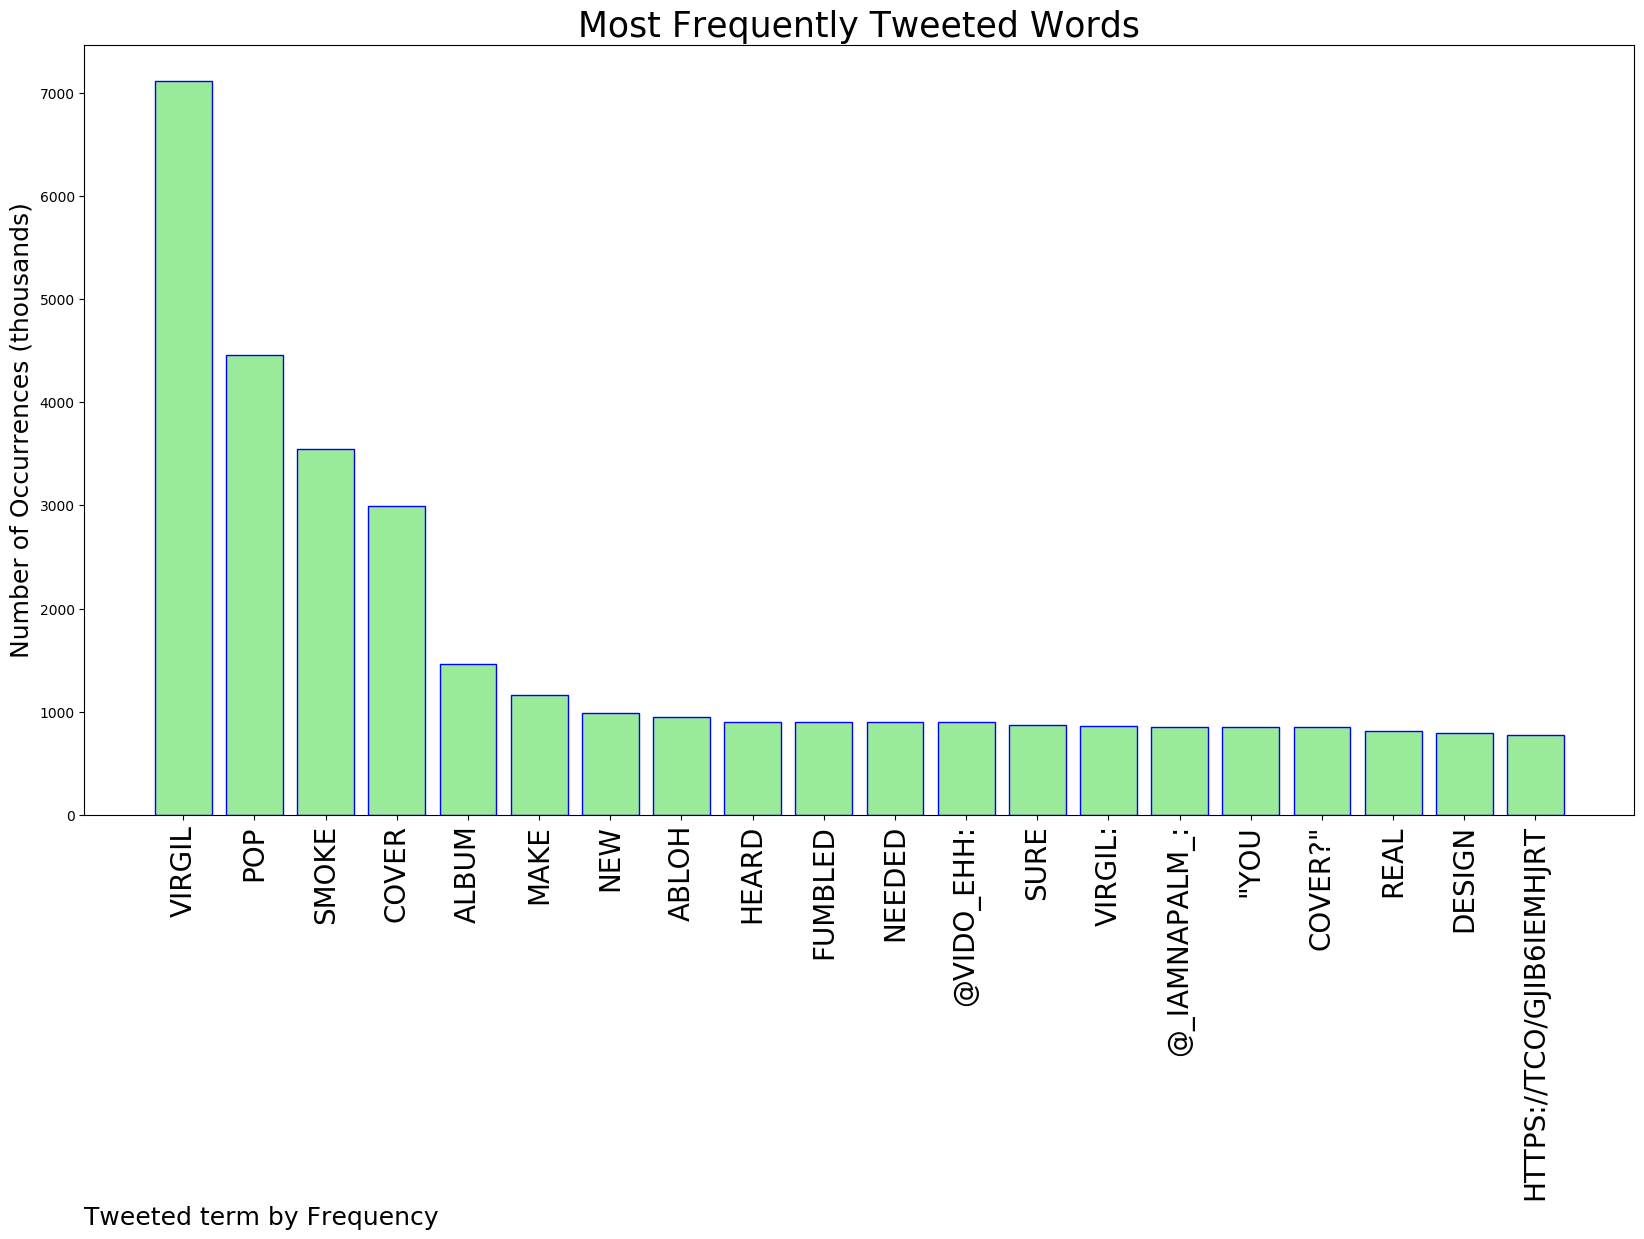 Most Frequently Tweeted Words
Number of Occurrences (thousands)
7000
6000
5000
4000
3000
2000
1000
0
VIRGIL
POP
SMOKE
COVER
ALBUM
MAKE
NEW
ABLOH
HEARD
FUMBLED
NEEDED
@VIDO_EHH:
SURE
VIRGIL:
@_IAMNAPALM_:
"YOU
COVER?"
REAL
DESIGN
HTTPS://TCO/GJIB6IEMHJRT
Tweeted term by Frequency